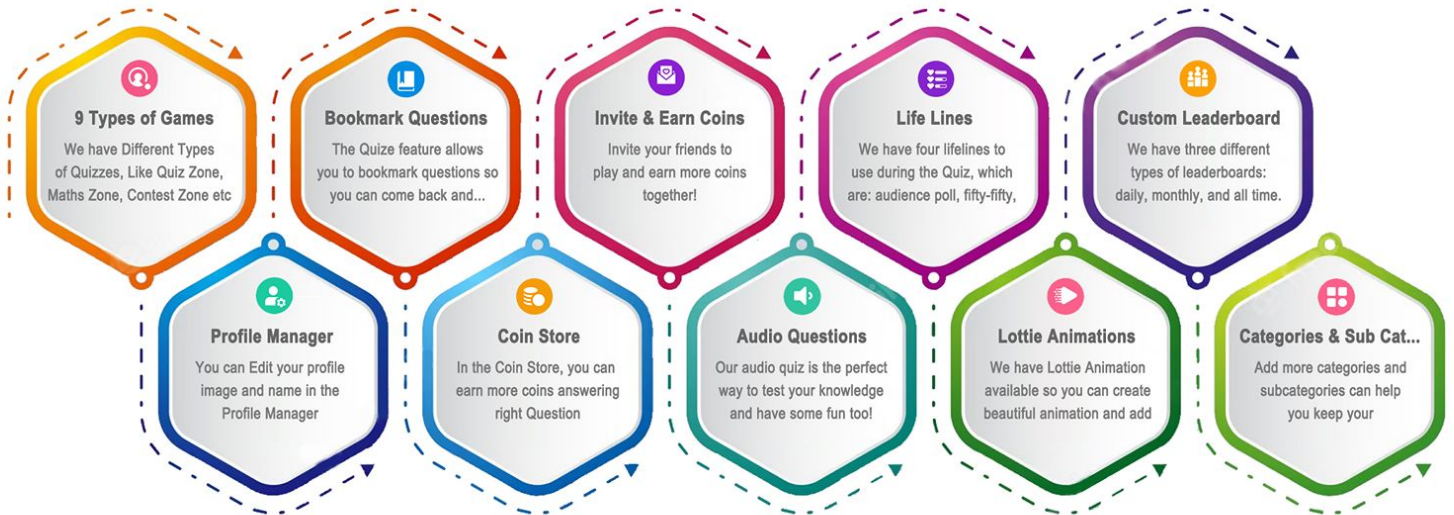 9 Types of Games
We have Different Types
of Quizzes, Like Quiz Zone,
Maths Zone, Contest Zone etc
Bookmark Questions
The Quize feature allows
you to bookmark questions so
you can come back and...
Invite & Earn Coins
Invite your friends to
play and earn more coins
together!
Life Lines
We have four lifelines to
use during the Quiz, which
are: audience poll, fifty-fifty,
Custom Leaderboard
We have three different
types of leaderboards:
daily, monthly, and all time.
Profile Manager
You can Edit your profile
image and name in the
Profile Manager
Coin Store
In the Coin Store, you can
earn more coins answering
right Question
Audio Questions
Our audio quiz is the perfect
way to test your knowledge
and have some fun too!
Lottie Animations
We have Lottie Animation
available so you can create
beautiful animation and add
Categories & Sub Cat...
Add more categories and
subcategories can help
you keep your